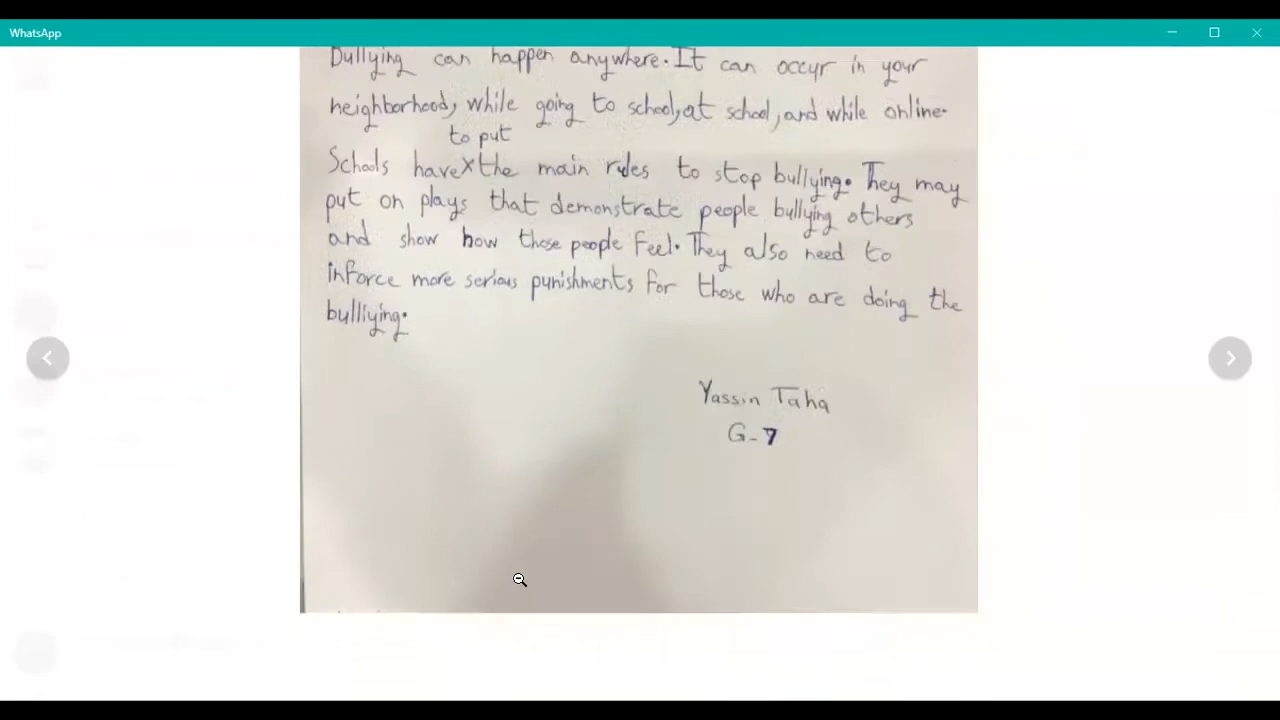 WhatsApp
Bullying can happen anywhere. It can occur in your
neighborhood, while going to school, at school, and while online.
to put
Schools have x the main rules to stop bullying. They may
put on plays that demonstrate people bullying others
and show how those people feel. They also need to
inforce more serious punishments for those who are doing the
bulliying.
Yassin Taha
G-7